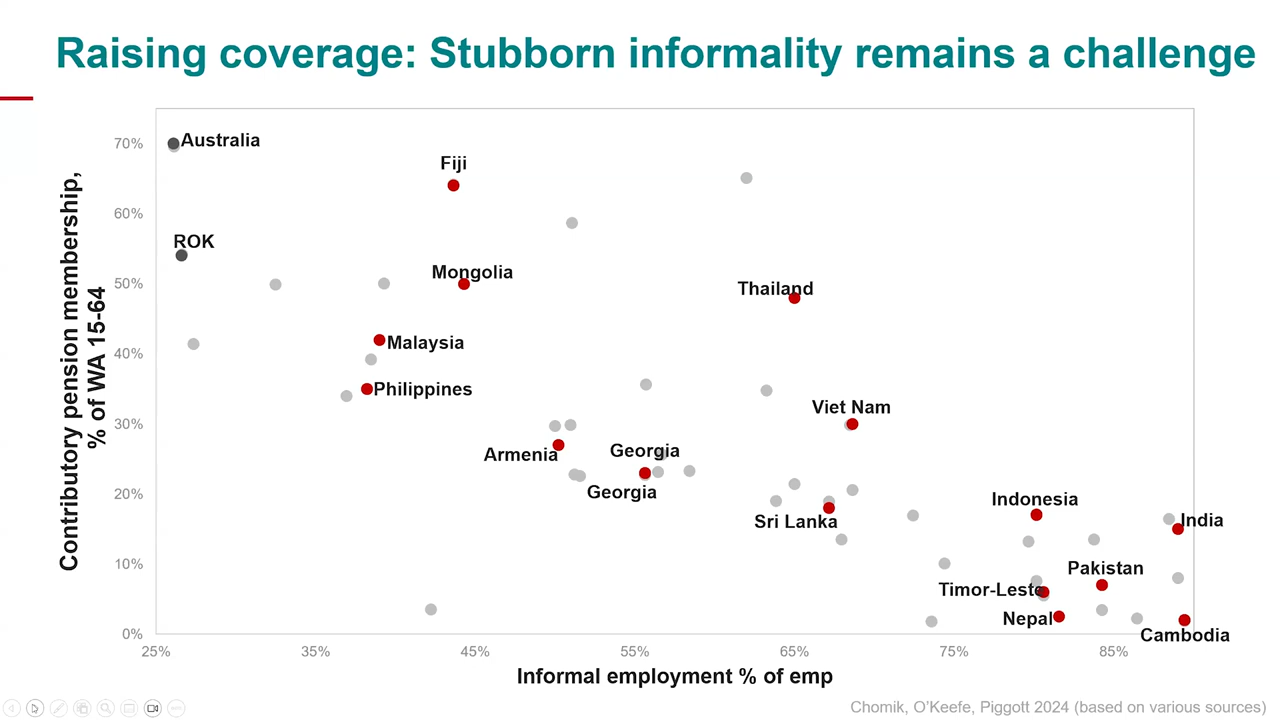 Raising coverage: Stubborn informality remains a challenge
Contributory pension membership,
% of WA 15-64
70%
60%
50%
40%
30%
20%
10%
0%
Australia
Fiji
ROK
Mongolia
Thailand
Malaysia
Philippines
Viet Nam
Armenia
Georgia
Georgia
Sri Lanka
Indonesia
India
Pakistan
Timor-Leste
Nepal
Cambodia
25%
35%
45%
55%
65%
75%
85%
Informal employment % of emp
Chomik, O’Keefe, Piggott 2024 (based on various sources)